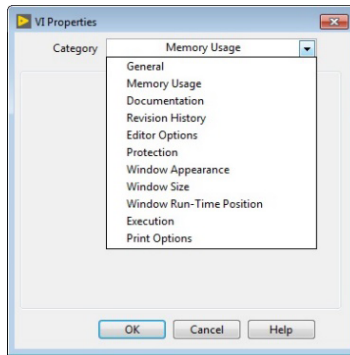 VI Properties
Category Memory Usage
General
Memory Usage
Documentation
Revision History
Editor Options
Protection
Window Appearance
Window Size
Window Run-Time Position
Execution
Print Options
OK Cancel Help